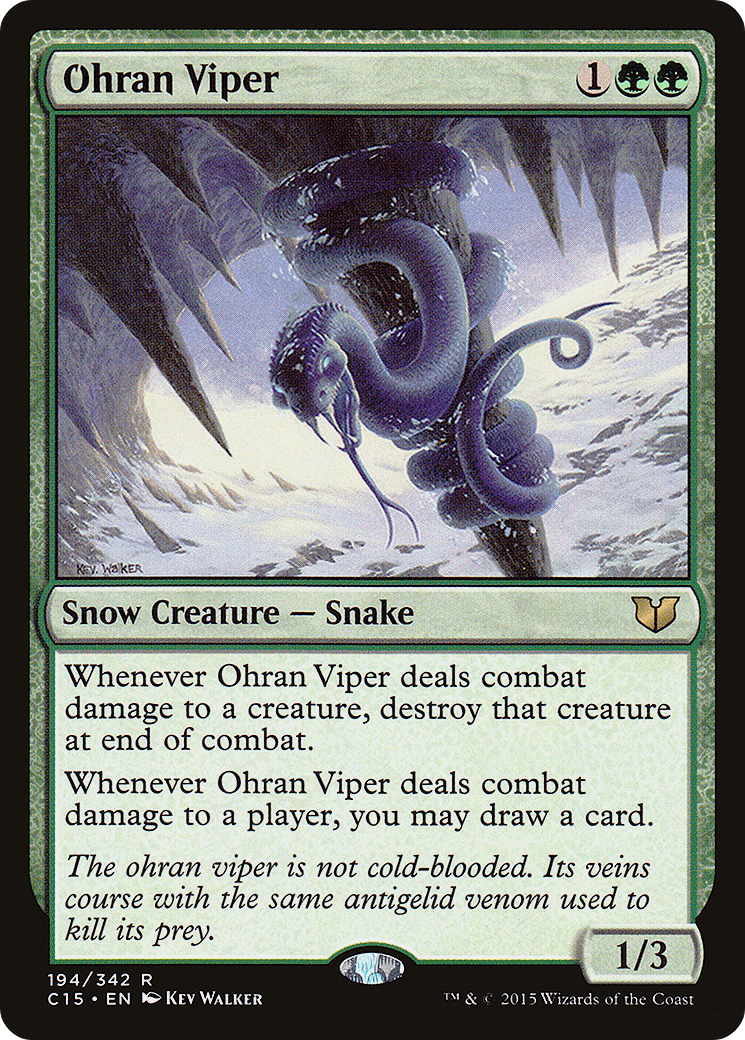 Ohran Viper 1
KEV. WALKER
Snow Creature — Snake
Whenever Ohran Viper deals combat
damage to a creature, destroy that creature
at end of combat.
Whenever Ohran Viper deals combat
damage to a player, you may draw a card.
The ohran viper is not cold-blooded. Its veins
course with the same antigelid venom used to
kill its prey.
1/3
194/342 R
C15 • EN Kev Walker
™ & © 2015 Wizards of the Coast